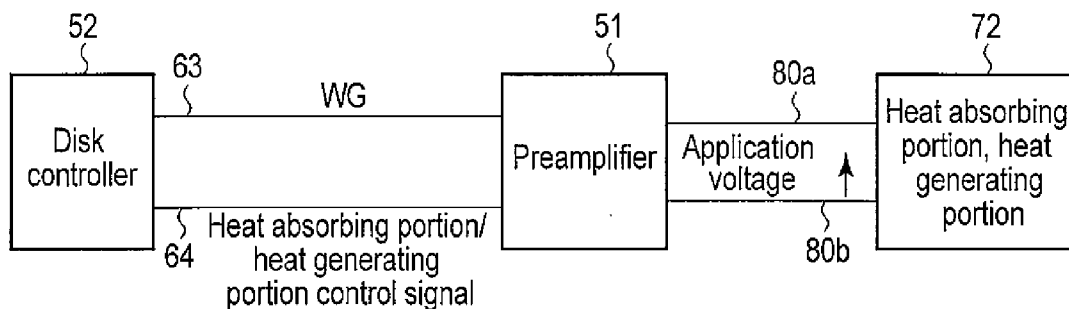 52
51
72
63
80a
WG
Disk
controller
Preamplifier
Application
voltage
Heat absorbing
portion, heat
generating
portion
64
Heat absorbing portion/
heat generating
portion control signal
80b